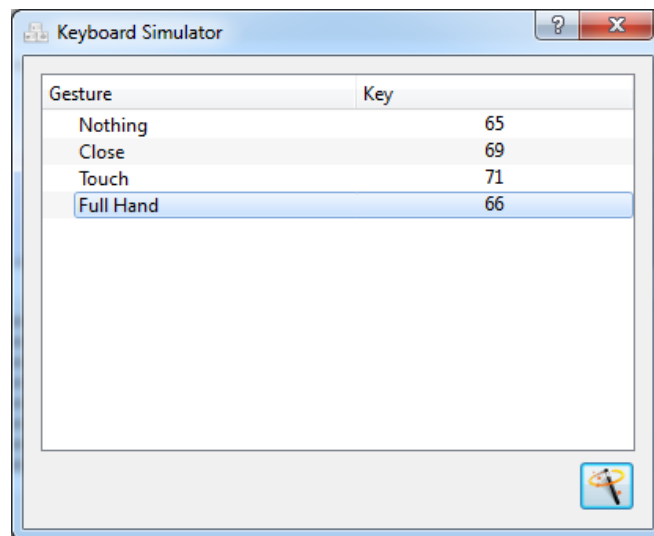 Keyboard Simulator
Gesture Key
Nothing 65
Close 69
Touch 71
Full Hand 66